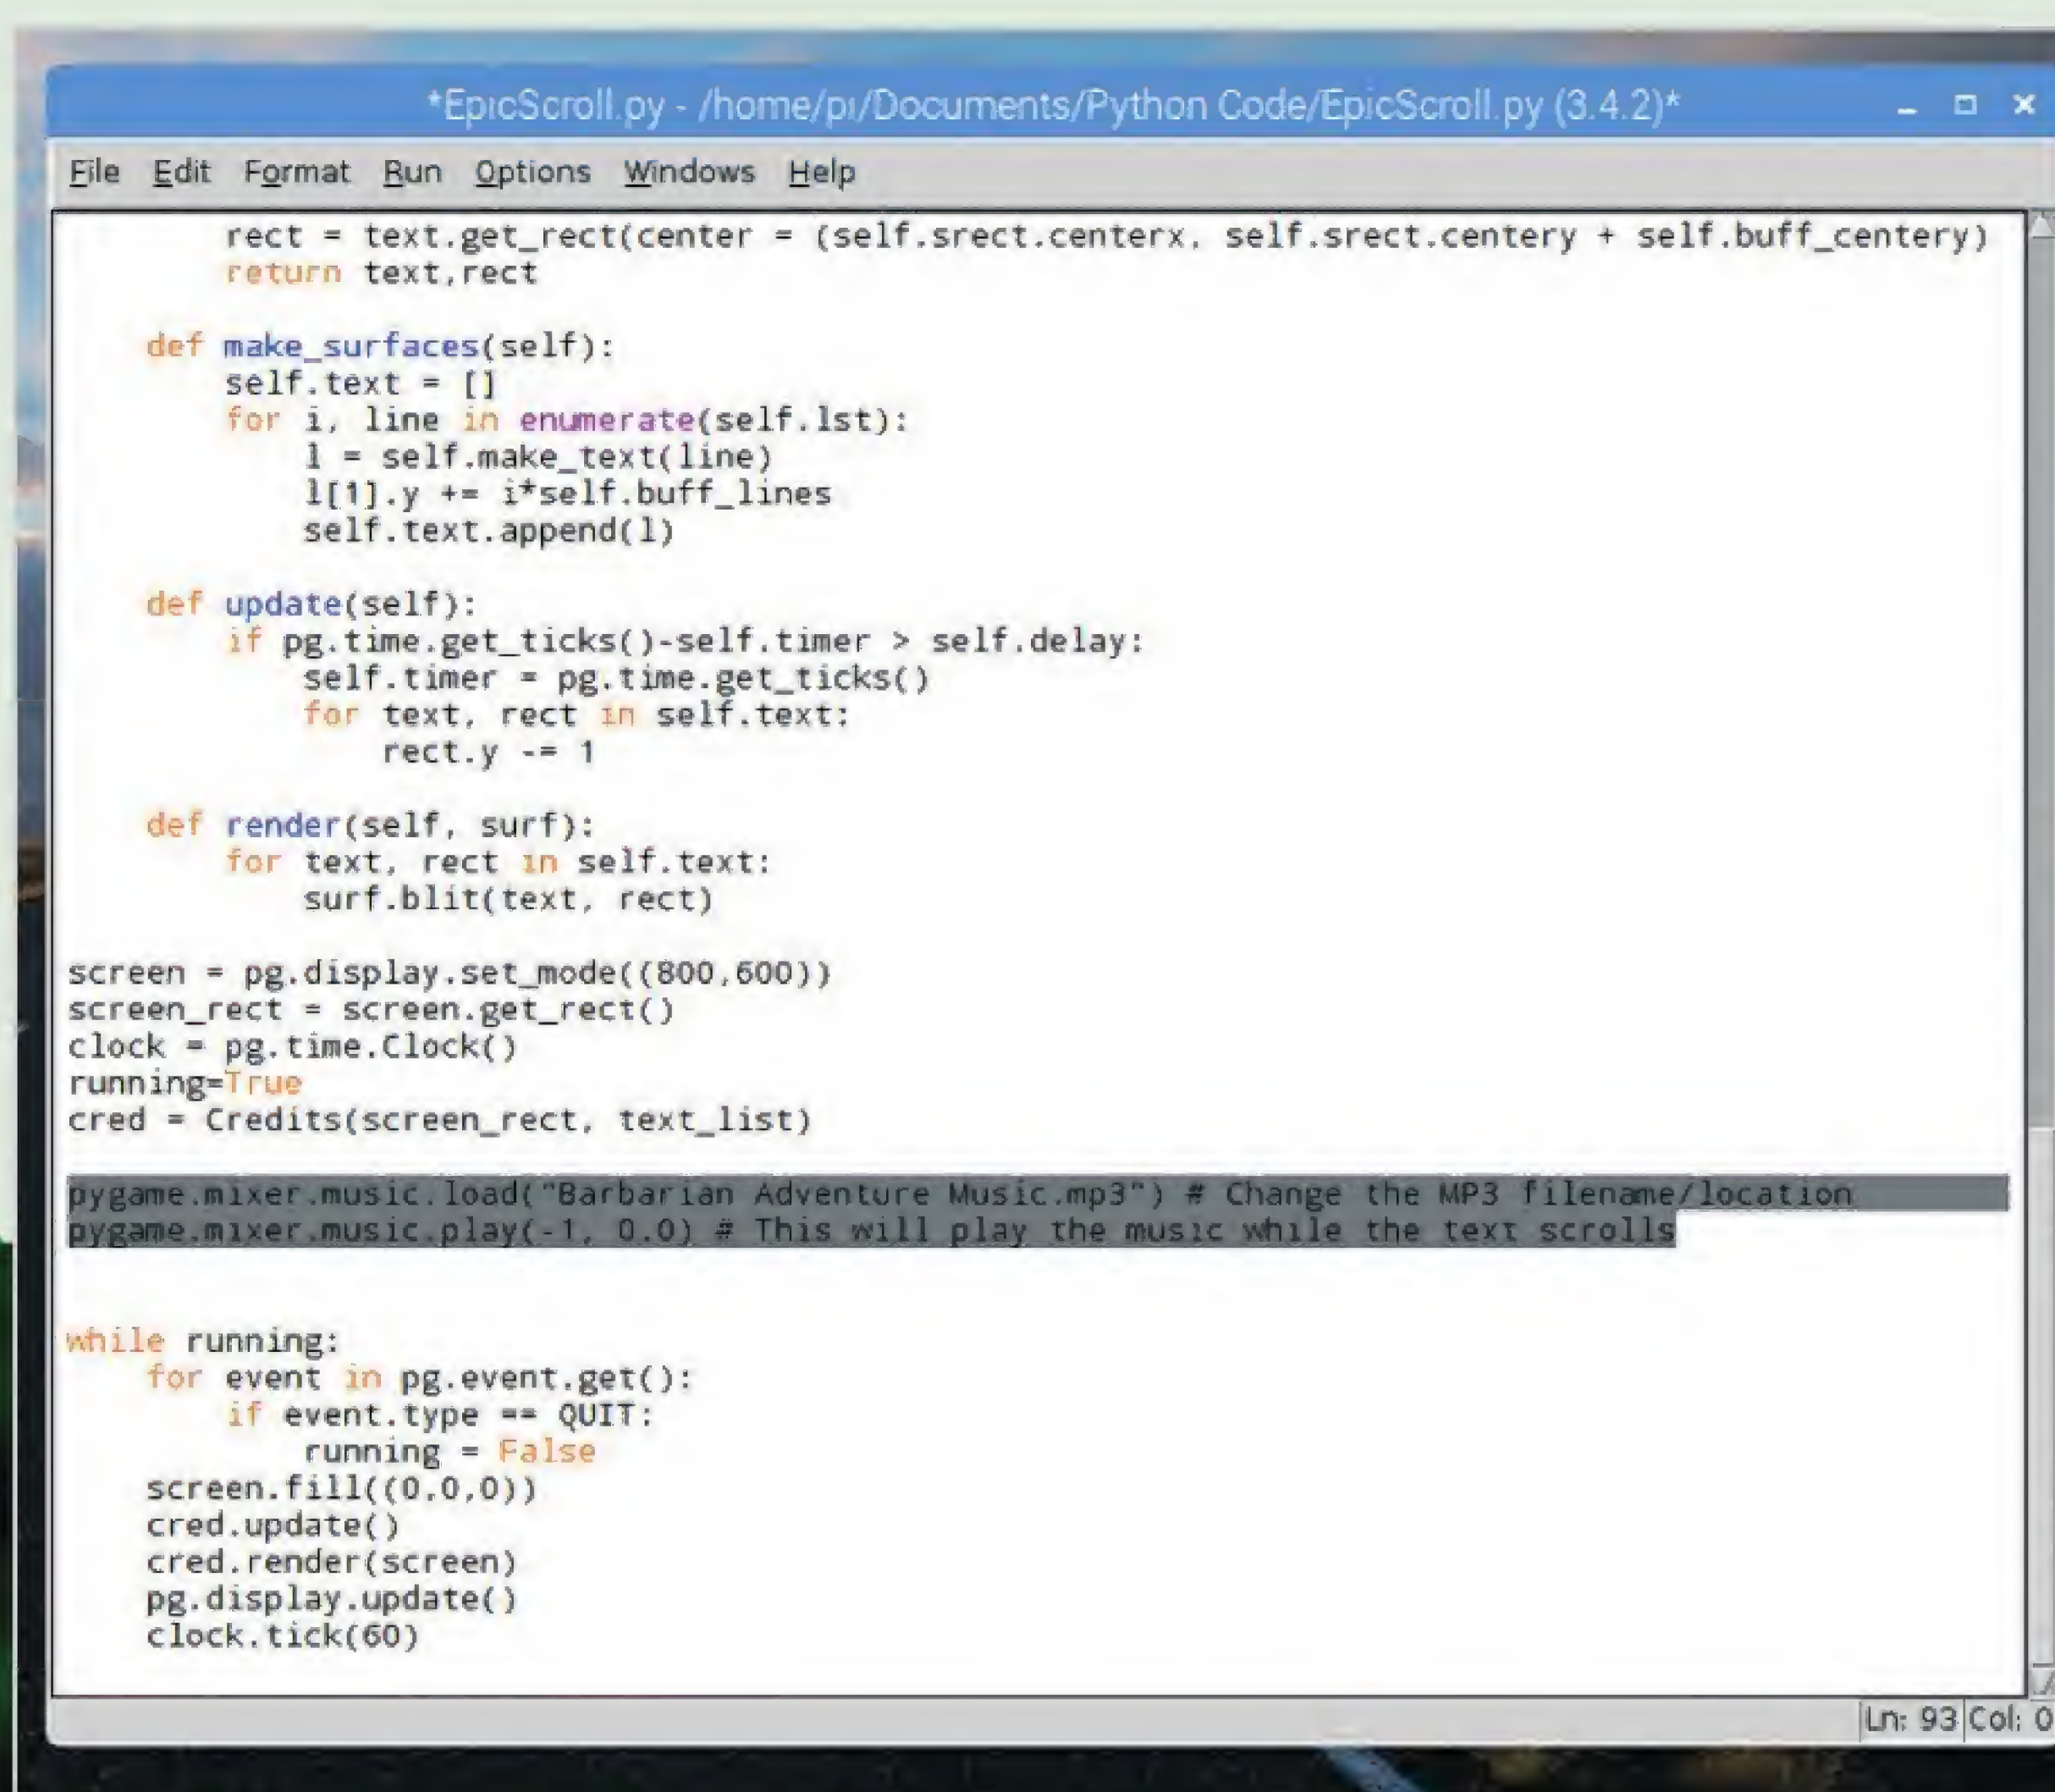 *EpicScroll.py - /home/pi/Documents/Python Code/EpicScroll.py (3.4.2)*
File Edit Format Run Options Windows Help
        rect = text.get_rect(center = (self.srect.centerx, self.srect.centery + self.buff_centery)
        return text,rect

    def make_surfaces(self):
        self.text = []
        for i, line in enumerate(self.lst):
            l = self.make_text(line)
            l[1].y += i*self.buff_lines
            self.text.append(l)

    def update(self):
        if pg.time.get_ticks()-self.timer > self.delay:
            self.timer = pg.time.get_ticks()
            for text, rect in self.text:
                rect.y -= 1

    def render(self, surf):
        for text, rect in self.text:
            surf.blit(text, rect)

screen = pg.display.set_mode((800,600))
screen_rect = screen.get_rect()
clock = pg.time.Clock()
running=True
cred = Credits(screen_rect, text_list)

pygame.mixer.music.load("Barbarian Adventure Music.mp3") # Change the MP3 filename/location
pygame.mixer.music.play(-1, 0.0) # This will play the music while the text scrolls

while running:
    for event in pg.event.get():
        if event.type == QUIT:
            running = False
    screen.fill((0,0,0))
    cred.update()
    cred.render(screen)
    pg.display.update()
    clock.tick(60)
Ln: 93 Col: 0